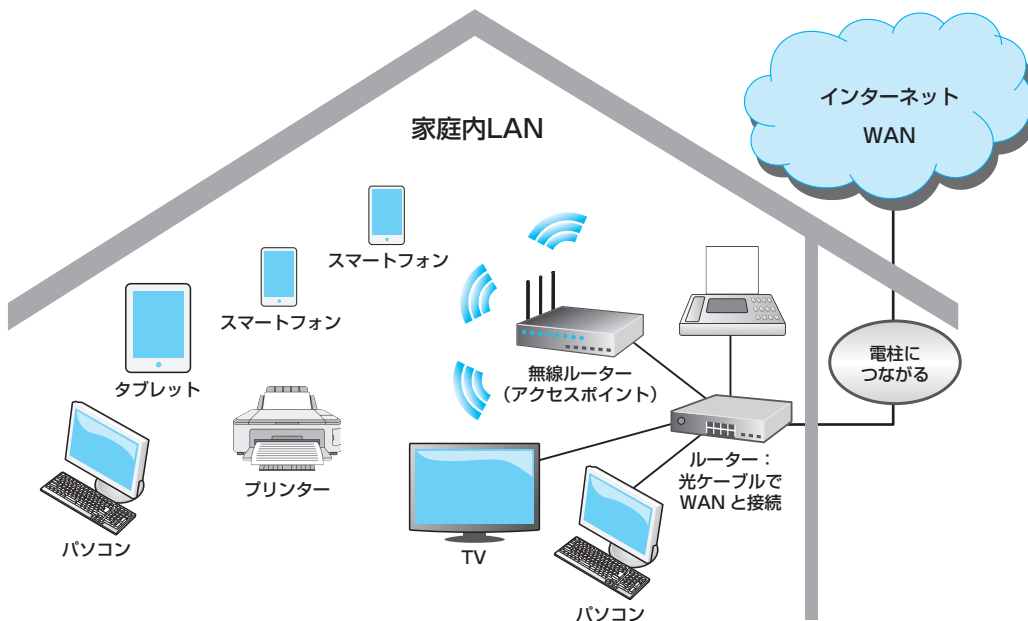 インターネット
WAN
家庭内LAN
スマートフォン
スマートフォン
タブレット
無線ルーター
（アクセスポイント）
電柱に
つながる
プリンター
ルーター：
光ケーブルで
WAN と接続
パソコン
TV
パソコン